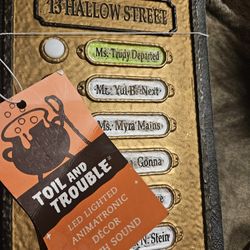 13 HALLOW STREET
Ms. Trudy Departed
Mr. Yul B. Next
Ms. Myra Mains
Gonna
N. Stein
TOIL AND
TROUBLE
LED LIGHTED
ANIMATRONIC
DÉCOR
WITH SOUND